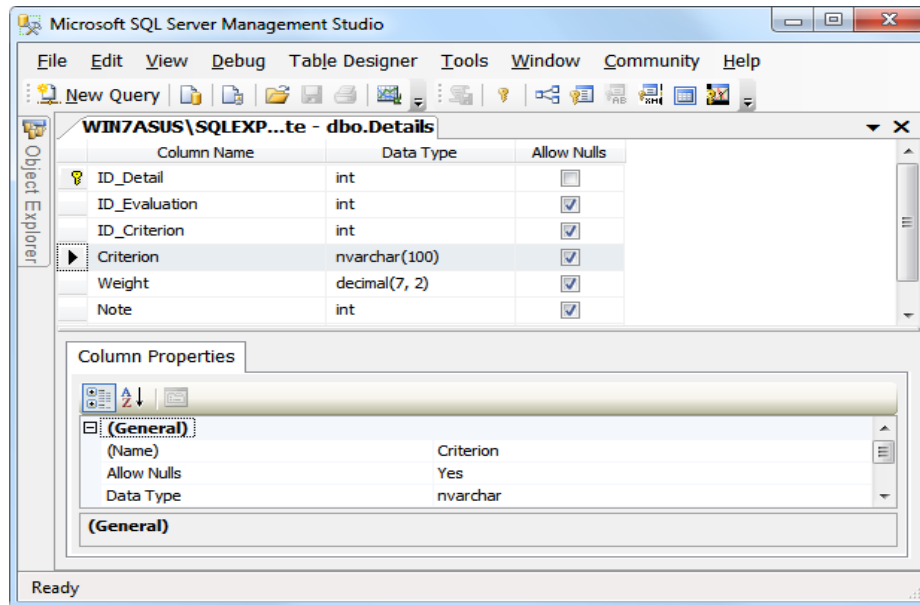 Microsoft SQL Server Management Studio
File Edit View Debug Table Designer Tools Window Community Help
New Query
WIN7ASUS\SQLEXP...te - dbo.Details
Object Explorer
Column Name Data Type Allow Nulls
ID_Detail int
ID_Evaluation int
ID_Criterion int
Criterion nvarchar(100)
Weight decimal(7, 2)
Note int
Column Properties
(General)
(Name) Criterion
Allow Nulls Yes
Data Type nvarchar
(General)
Ready